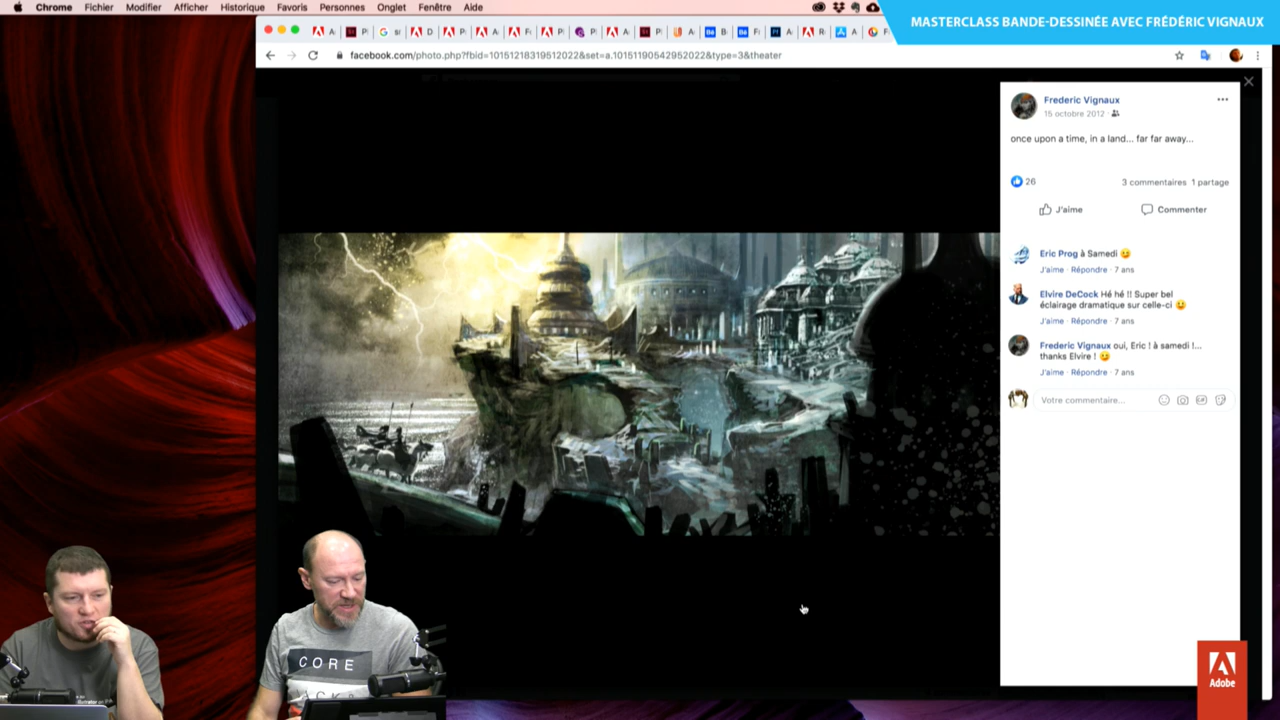 Chrome Fichier Modifier Afficher Historique Favoris Personnes Onglet Fenêtre Aide
MASTERCLASS BANDE-DESSINÉE AVEC FRÉDÉRIC VIGNAUX
facebook.com/photo.php?fbid=10151218319512022&set=a.10151190542952022&type=3&theater
Frederic Vignaux
15 octobre 2012
once upon a time, in a land... far far away...
26 3 commentaires 1 partage
J'aime Commenter
Eric Prog à Samedi
J'aime · Répondre · 7 ans
Elvire DeCock Hé hé !! Super bel
éclairage dramatique sur celle-ci
J'aime · Répondre · 7 ans
Frederic Vignaux oui, Eric ! à samedi !...
thanks Elvire !
J'aime · Répondre · 7 ans
Votre commentaire...
CORE
Adobe